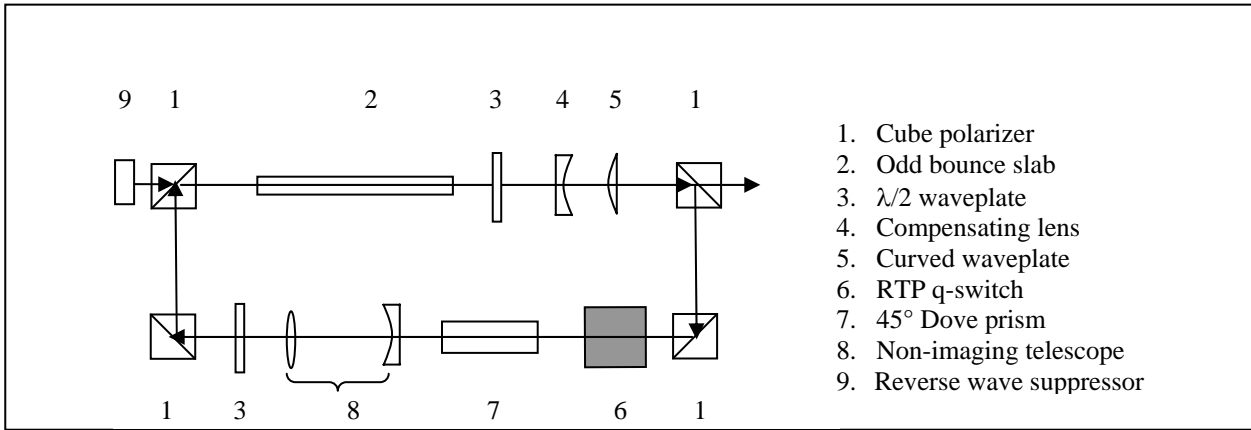 9 1 2 3 4 5 1
1 3 8 7 6 1
1. Cube polarizer
2. Odd bounce slab
3. λ/2 waveplate
4. Compensating lens
5. Curved waveplate
6. RTP q-switch
7. 45° Dove prism
8. Non-imaging telescope
9. Reverse wave suppressor